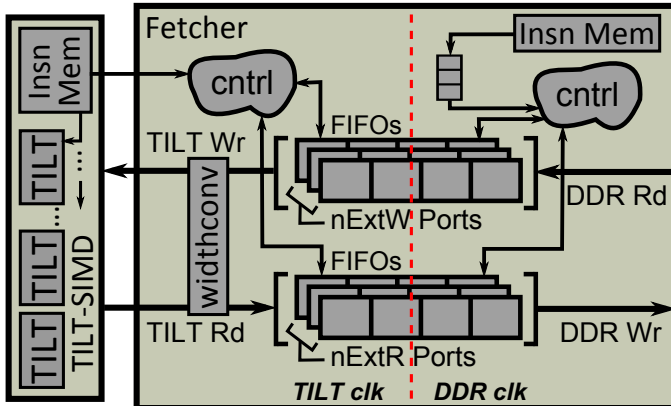 Fetcher
Insn Mem
Insn
Mem
cntrl
cntrl
TILT Wr
FIFOs
TILT
DDR Rd
nExtW Ports
widthconv
TILT
TILT-SIMD
FIFOs
TILT
TILT Rd
DDR Wr
nExtR Ports
TILT clk
DDR clk